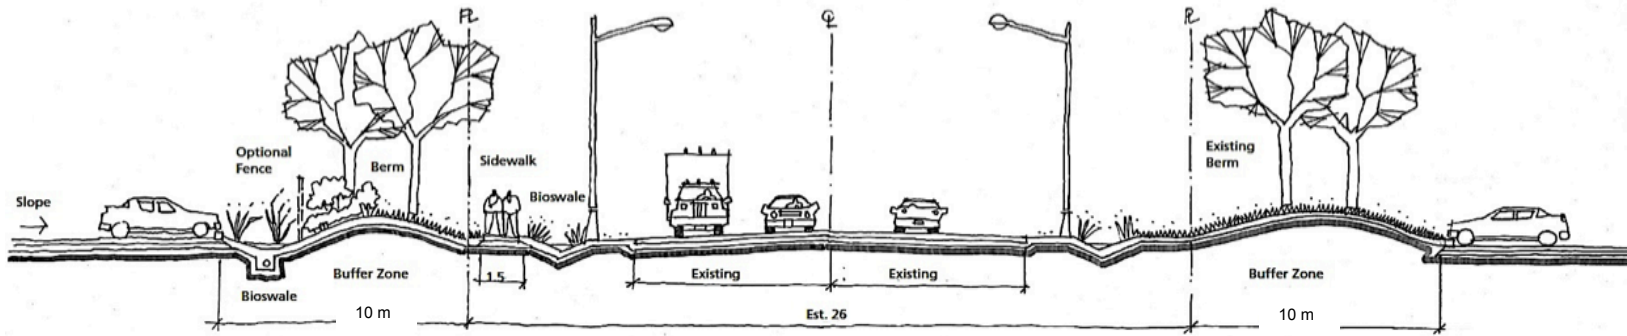 PL
CL
PL
Optional
Fence
Berm
Sidewalk
Existing
Berm
Slope
Bioswale
Buffer Zone
1.5
Existing
Existing
Buffer Zone
Bioswale
10 m
Est. 26
10 m